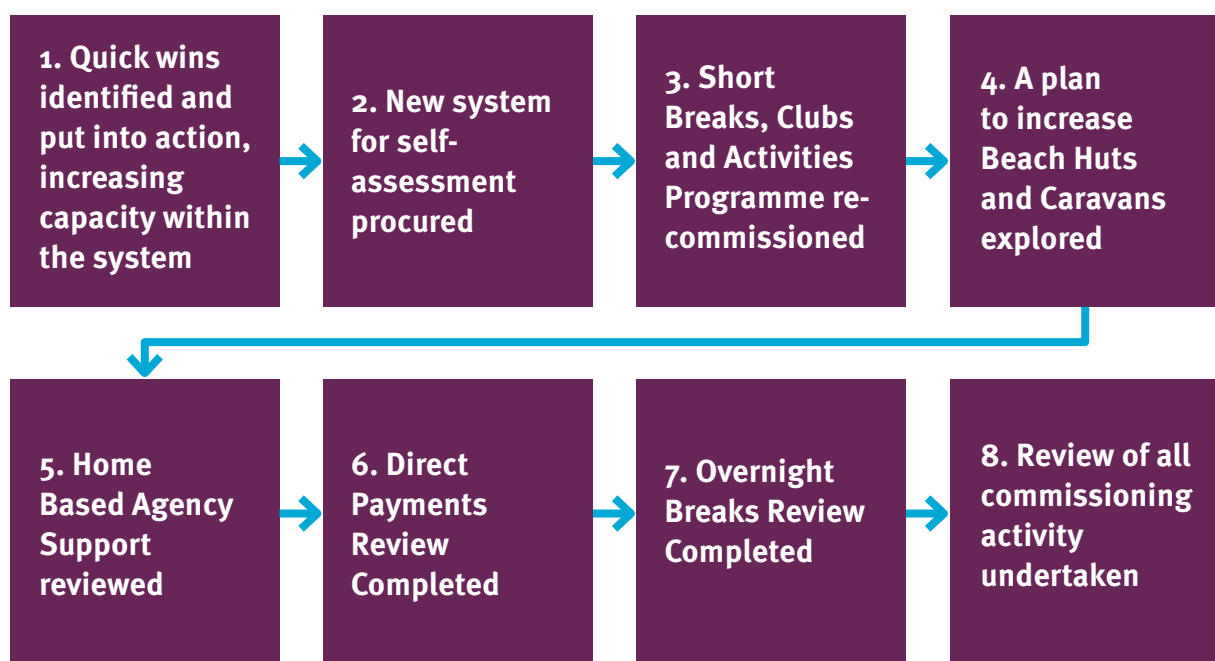 1. Quick wins
identified and
put into action,
increasing
capacity within
the system
2. New system
for self-
assessment
procured
3. Short
Breaks, Clubs
and Activities
Programme re-
commissioned
4. A plan
to increase
Beach Huts
and Caravans
explored
5. Home
Based Agency
Support
reviewed
6. Direct
Payments
Review
Completed
7. Overnight
Breaks Review
Completed
8. Review of all
commissioning
activity
undertaken